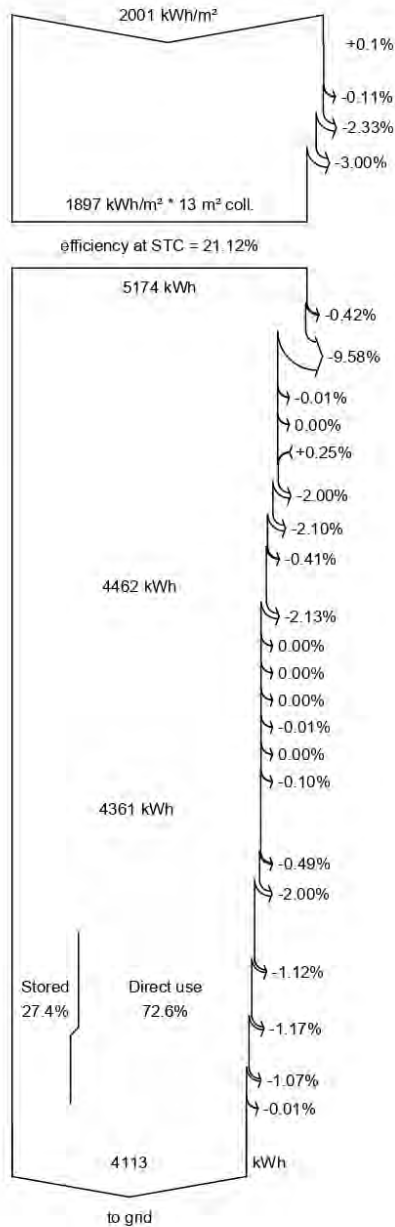 2001 kWh/m²
+0.1%
-0.11%
-2.33%
-3.00%
1897 kWh/m² * 13 m² coll.
efficiency at STC = 21.12%
5174 kWh
-0.42%
-9.58%
-0.01%
0.00%
+0.25%
-2.00%
-2.10%
-0.41%
4462 kWh
-2.13%
0.00%
0.00%
0.00%
-0.01%
0.00%
-0.10%
4361 kWh
-0.49%
-2.00%
-1.12%
Stored Direct use
27.4% 72.6%
-1.17%
-1.07%
-0.01%
4113 kWh
to grid